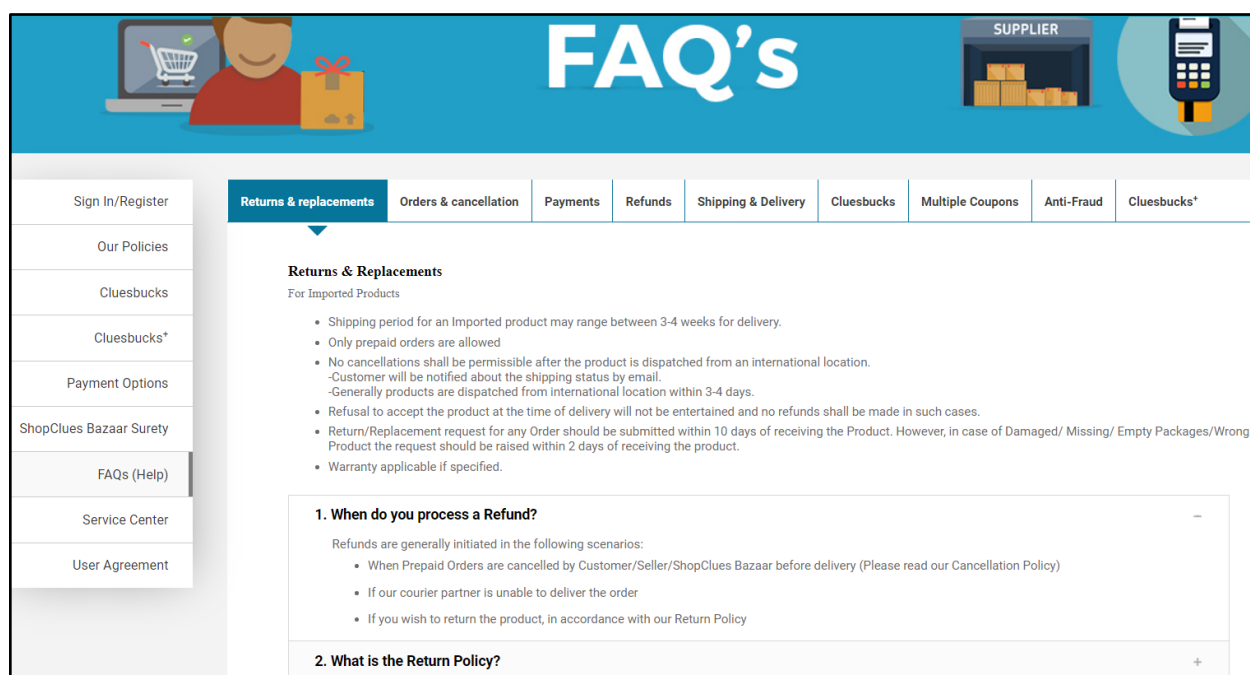 FAQ's
SUPPLIER
Sign In/Register
Our Policies
Cluesbucks
Cluesbucks+
Payment Options
ShopClues Bazaar Surety
FAQs (Help)
Service Center
User Agreement
Returns & replacements
Orders & cancellation
Payments
Refunds
Shipping & Delivery
Cluesbucks
Multiple Coupons
Anti-Fraud
Cluesbucks+
Returns & Replacements
For Imported Products
• Shipping period for an Imported product may range between 3-4 weeks for delivery.
• Only prepaid orders are allowed
• No cancellations shall be permissible after the product is dispatched from an international location.
-Customer will be notified about the shipping status by email.
-Generally products are dispatched from international location within 3-4 days.
• Refusal to accept the product at the time of delivery will not be entertained and no refunds shall be made in such cases.
• Return/Replacement request for any Order should be submitted within 10 days of receiving the Product. However, in case of Damaged/ Missing/ Empty Packages/Wrong
Product the request should be raised within 2 days of receiving the product.
• Warranty applicable if specified.
1. When do you process a Refund?
Refunds are generally initiated in the following scenarios:
• When Prepaid Orders are cancelled by Customer/Seller/ShopClues Bazaar before delivery (Please read our Cancellation Policy)
• If our courier partner is unable to deliver the order
• If you wish to return the product, in accordance with our Return Policy
2. What is the Return Policy?